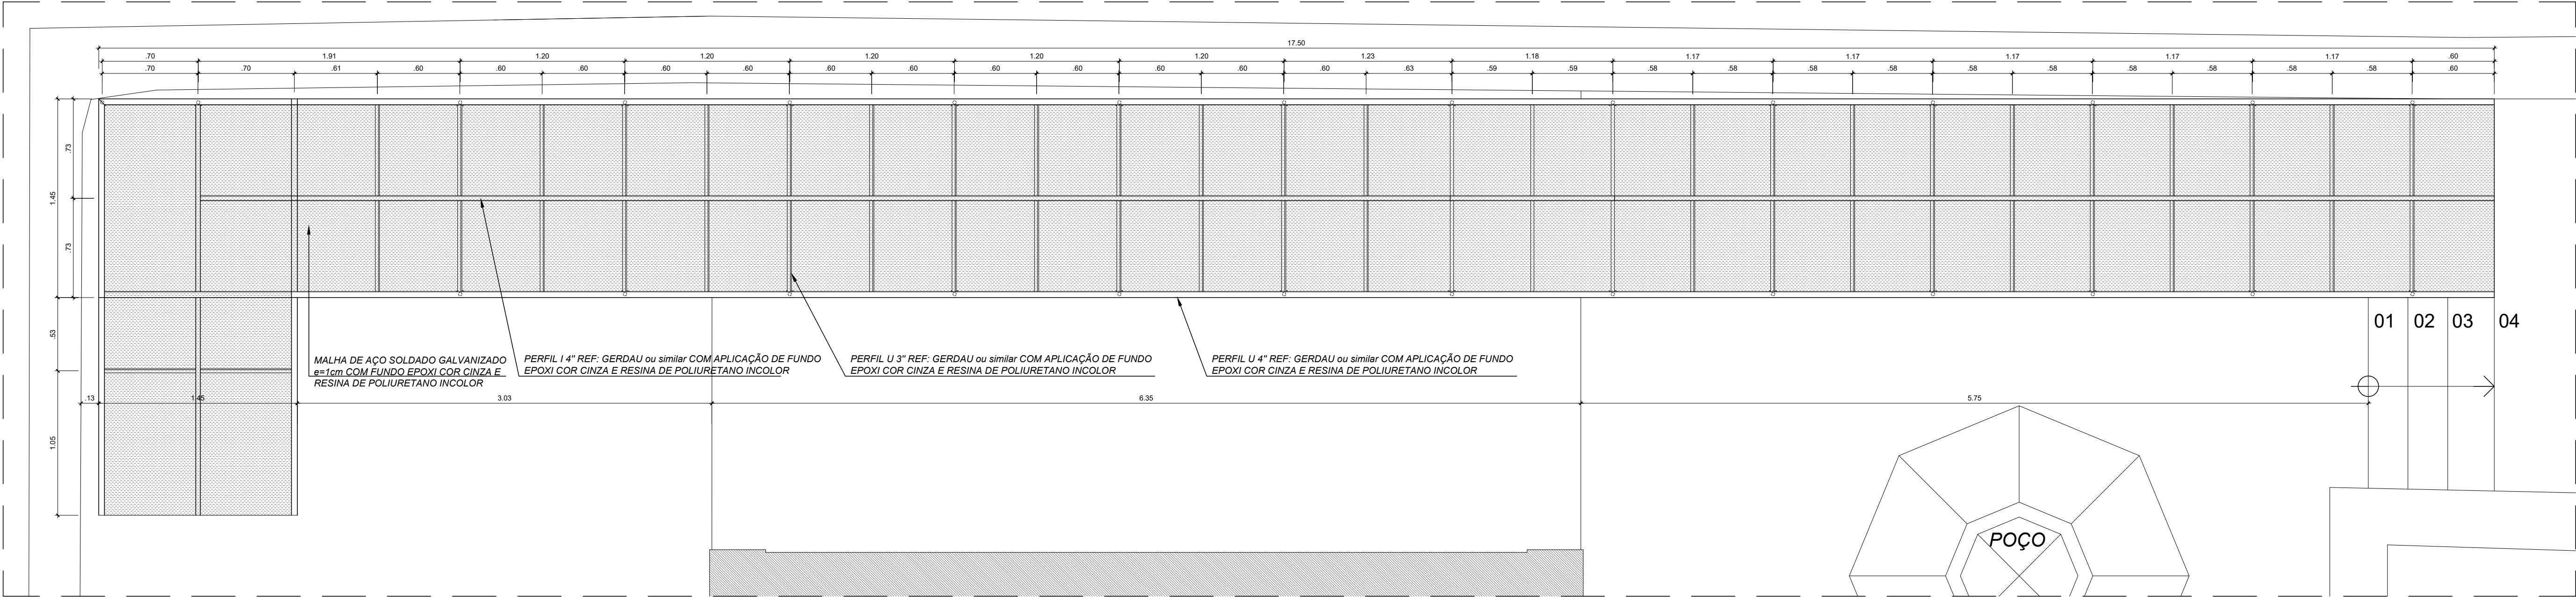 17.50
.70 1.91 1.20 1.20 1.20 1.20 1.20 1.23 1.18 1.17 1.17 1.17 1.17 1.17 .60
.70 .70 .61 .60 .60 .60 .60 .60 .60 .60 .60 .60 .60 .60 .60 .60 .63 .59 .59 .58 .58 .58 .58 .58 .58 .58 .58 .58 .58 .60
.73
1.45
.73
.53
1.05
01 02 03 04
MALHA DE AÇO SOLDADO GALVANIZADO
e=1cm COM FUNDO EPOXI COR CINZA E
RESINA DE POLIURETANO INCOLOR
PERFIL I 4" REF: GERDAU ou similar COM APLICAÇÃO DE FUNDO
EPOXI COR CINZA E RESINA DE POLIURETANO INCOLOR
PERFIL U 3" REF: GERDAU ou similar COM APLICAÇÃO DE FUNDO
EPOXI COR CINZA E RESINA DE POLIURETANO INCOLOR
PERFIL U 4" REF: GERDAU ou similar COM APLICAÇÃO DE FUNDO
EPOXI COR CINZA E RESINA DE POLIURETANO INCOLOR
.13 1.45 3.03 6.35 5.75
POÇO